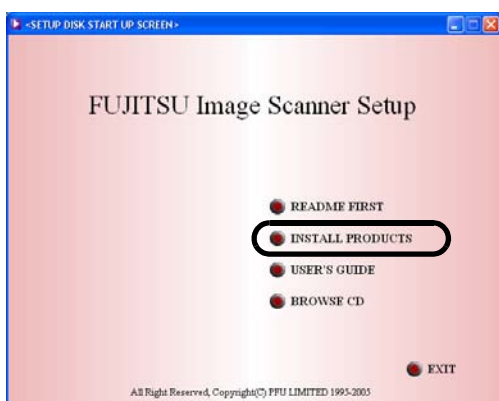 <SETUP DISK START UP SCREEN>
FUJITSU Image Scanner Setup
README FIRST
INSTALL PRODUCTS
USER'S GUIDE
BROWSE CD
EXIT
All Right Reserved, Copyright(C) PFU LIMITED 1995-2005